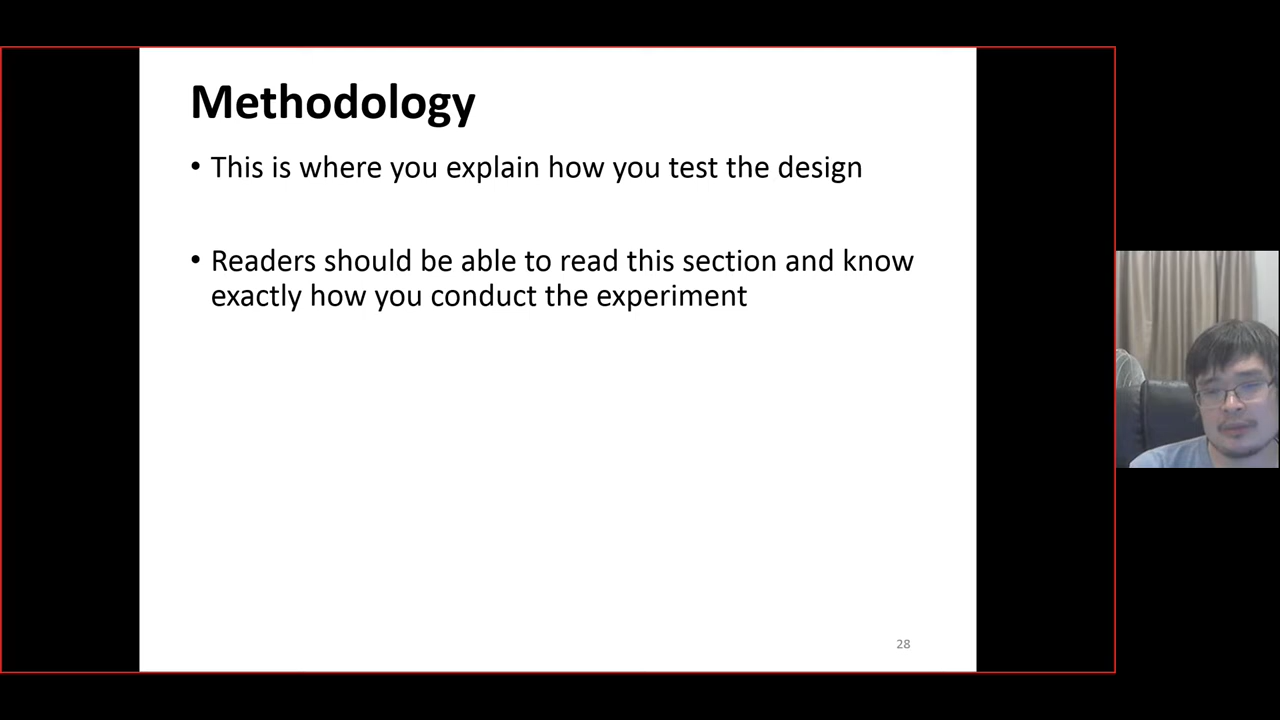 Methodology
• This is where you explain how you test the design
• Readers should be able to read this section and know
exactly how you conduct the experiment
28